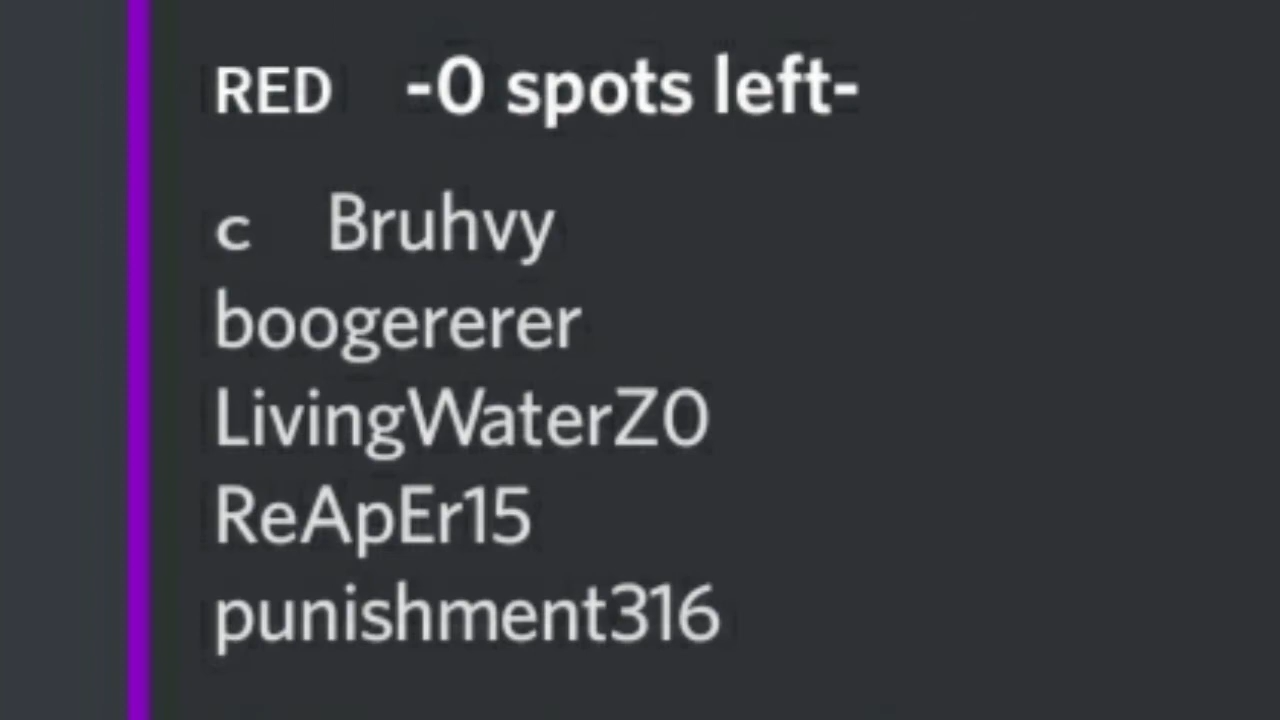 RED -0 spots left-
c Bruhvy
boogererer
LivingWaterZ0
ReApEr15
punishment316